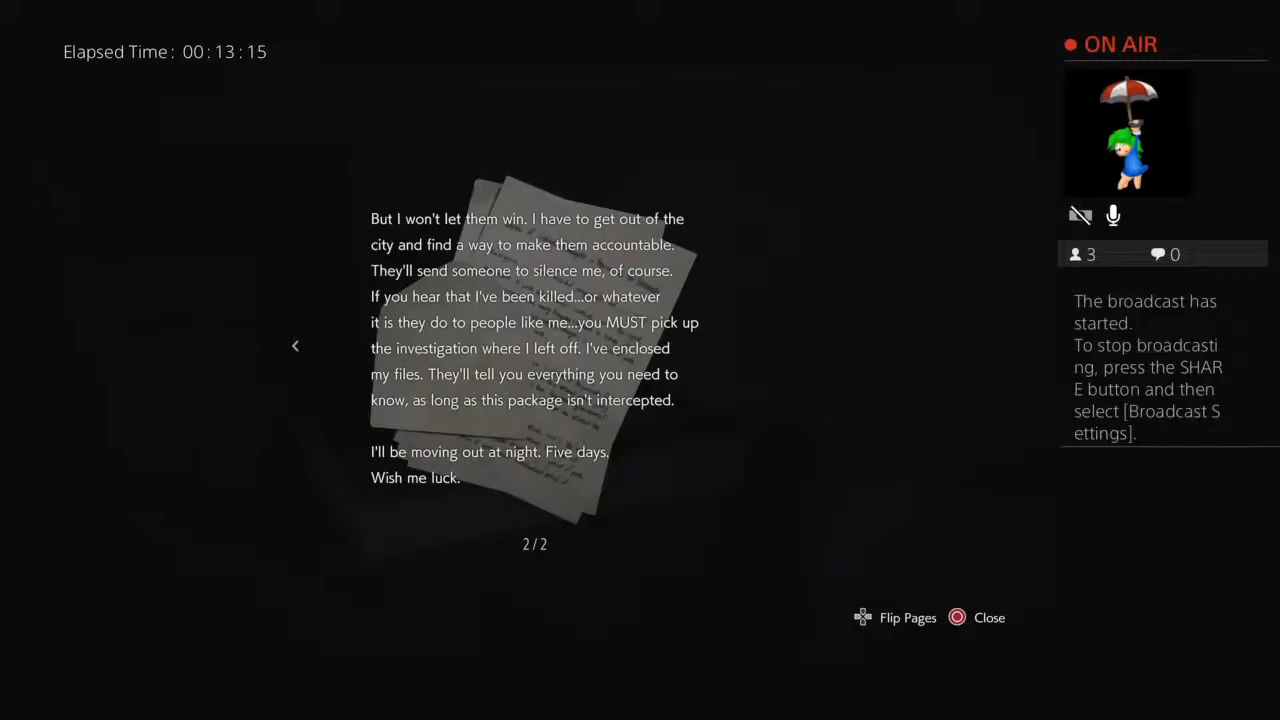 Elapsed Time: 00:13:15
ON AIR
3
0
The broadcast has
started.
To stop broadcasti
ng, press the SHAR
E button and then
select [Broadcast S
ettings].
But I won't let them win. I have to get out of the
city and find a way to make them accountable.
They'll send someone to silence me, of course.
If you hear that I've been killed...or whatever
it is they do to people like me...you MUST pick up
the investigation where I left off. I've enclosed
my files. They'll tell you everything you need to
know, as long as this package isn't intercepted.
I'll be moving out at night. Five days.
Wish me luck.
2/2
Flip Pages
Close